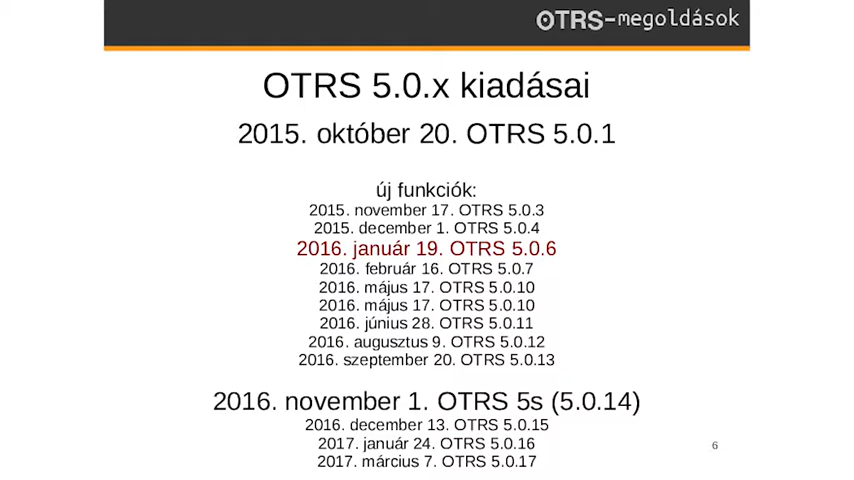 OTRS-megoldások
OTRS 5.0.x kiadásai
2015. október 20. OTRS 5.0.1
új funkciók:
2015. november 17. OTRS 5.0.3
2015. december 1. OTRS 5.0.4
2016. január 19. OTRS 5.0.6
2016. február 16. OTRS 5.0.7
2016. május 17. OTRS 5.0.10
2016. május 17. OTRS 5.0.10
2016. június 28. OTRS 5.0.11
2016. augusztus 9. OTRS 5.0.12
2016. szeptember 20. OTRS 5.0.13
2016. november 1. OTRS 5s (5.0.14)
2016. december 13. OTRS 5.0.15
2017. január 24. OTRS 5.0.16
2017. március 7. OTRS 5.0.17
6